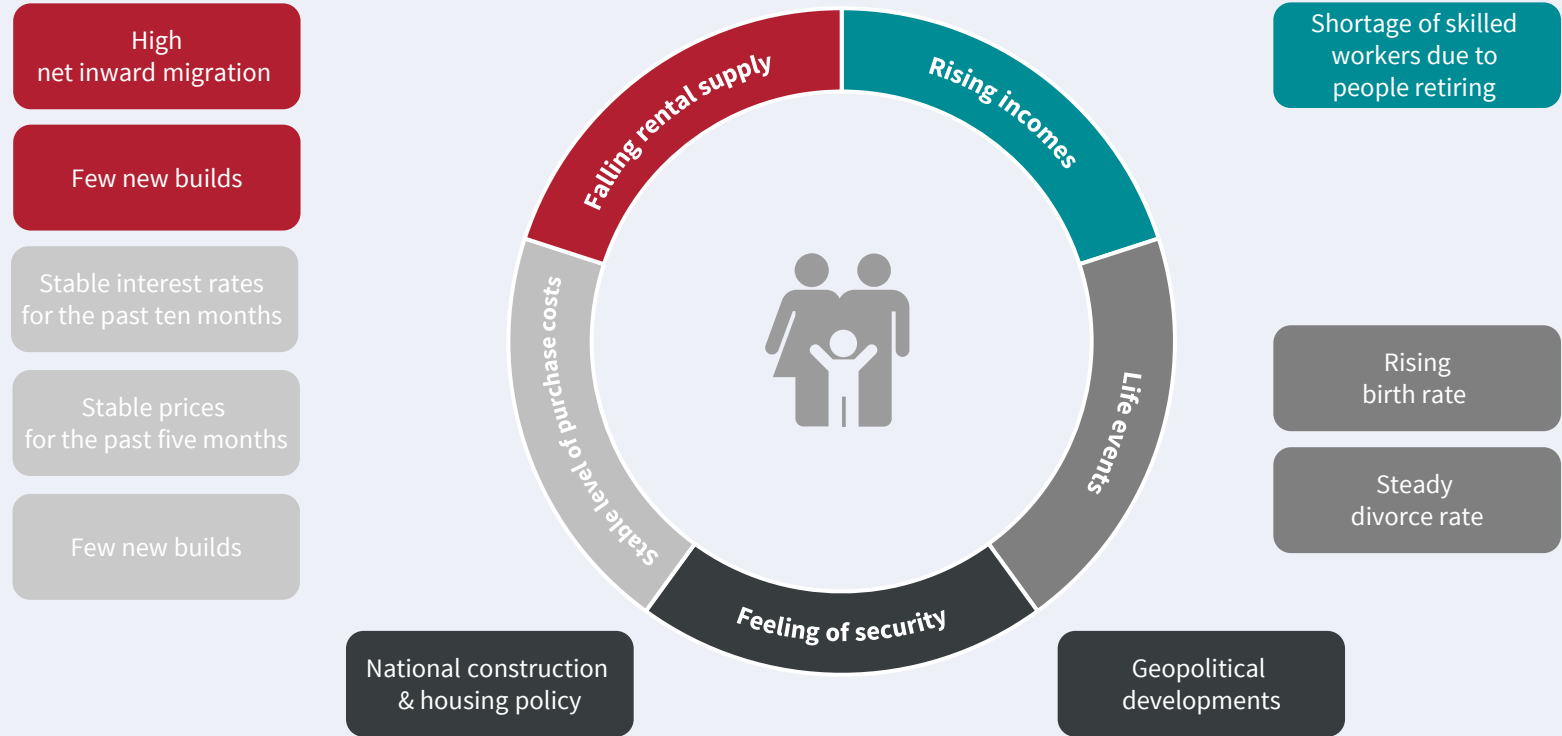 High
net inward migration
Few new builds
Stable interest rates
for the past ten months
Stable prices
for the past five months
Few new builds
Falling rental supply
Rising incomes
Stable level of purchase costs
Life events
Feeling of security
Shortage of skilled
workers due to
people retiring
Rising
birth rate
Steady
divorce rate
National construction
& housing policy
Geopolitical
developments